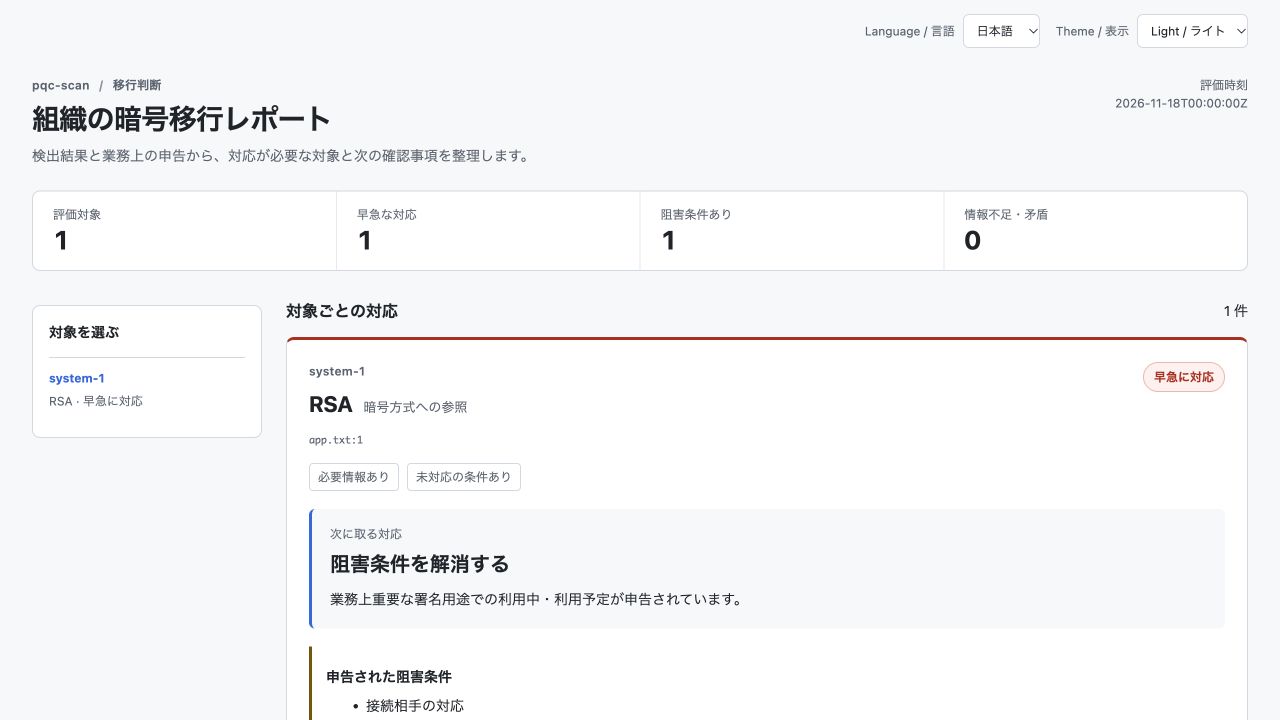 Language / 言語 日本語 Theme / 表示 Light / ライト
pqc-scan / 移行判断
組織の暗号移行レポート
検出結果と業務上の申告から、対応が必要な対象と次の確認事項を整理します。
評価時刻
2026-11-18T00:00:00Z
評価対象
1
早急な対応
1
阻害条件あり
1
情報不足・矛盾
0
対象を選ぶ
system-1
RSA · 早急に対応
対象ごとの対応
1 件
system-1
早急に対応
RSA 暗号方式への参照
app.txt:1
必要情報あり 未対応の条件あり
次に取る対応
阻害条件を解消する
業務上重要な署名用途での利用中・利用予定が申告されています。
申告された阻害条件
• 接続相手の対応